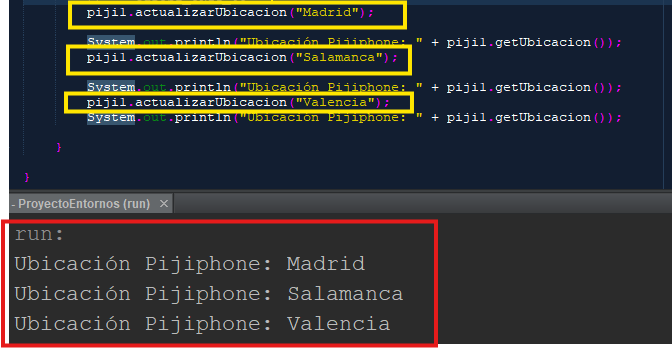 pijil.actualizarUbicacion("Madrid");
System.out.println("Ubicación Pijiphone: " + pijil.getUbicacion());
pijil.actualizarUbicacion("Salamanca");
System.out.println("Ubicación Pijiphone: " + pijil.getUbicacion());
pijil.actualizarUbicacion("Valencia");
System.out.println("Ubicación Pijiphone: " + pijil.getUbicacion());
}
}
- ProyectoEntornos (run) ×
run:
Ubicación Pijiphone: Madrid
Ubicación Pijiphone: Salamanca
Ubicación Pijiphone: Valencia